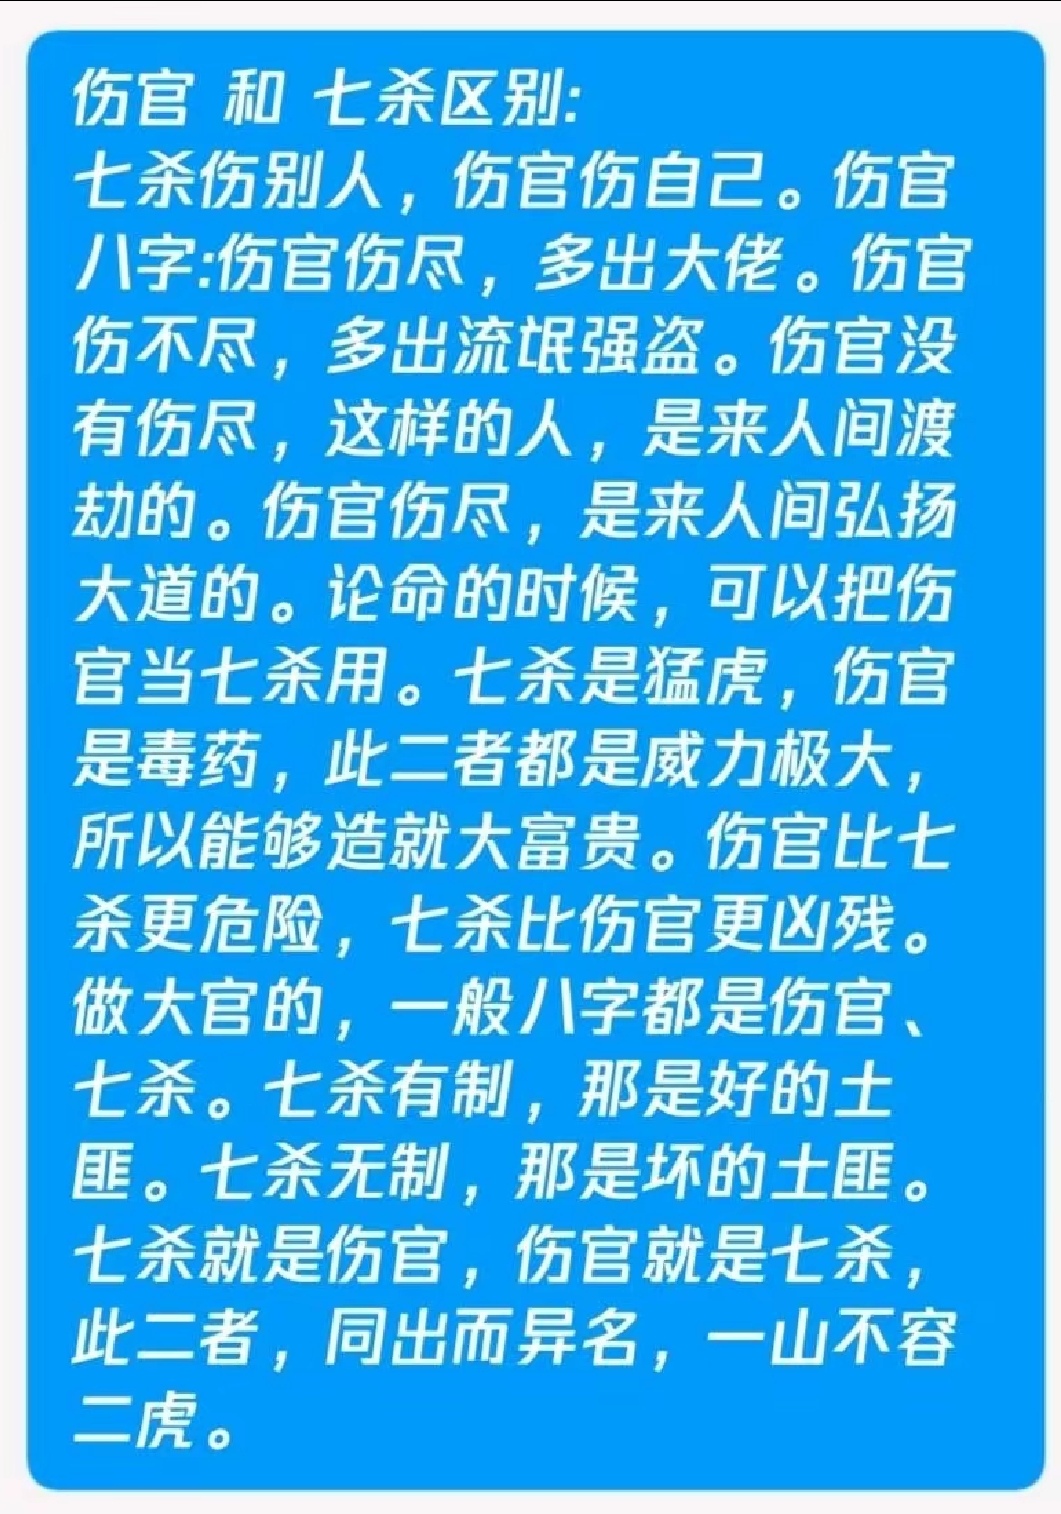 伤官 和 七杀区别:
七杀伤别人，伤官伤自己。伤官
八字:伤官伤尽，多出大佬。伤官
伤不尽，多出流氓强盗。伤官没
有伤尽，这样的人，是来人间渡
劫的。伤官伤尽，是来人间弘扬
大道的。论命的时候，可以把伤
官当七杀用。七杀是猛虎，伤官
是毒药，此二者都是威力极大，
所以能够造就大富贵。伤官比七
杀更危险，七杀比伤官更凶残。
做大官的，一般八字都是伤官、
七杀。七杀有制，那是好的土
匪。七杀无制，那是坏的土匪。
七杀就是伤官，伤官就是七杀，
此二者，同出而异名，一山不容
二虎。